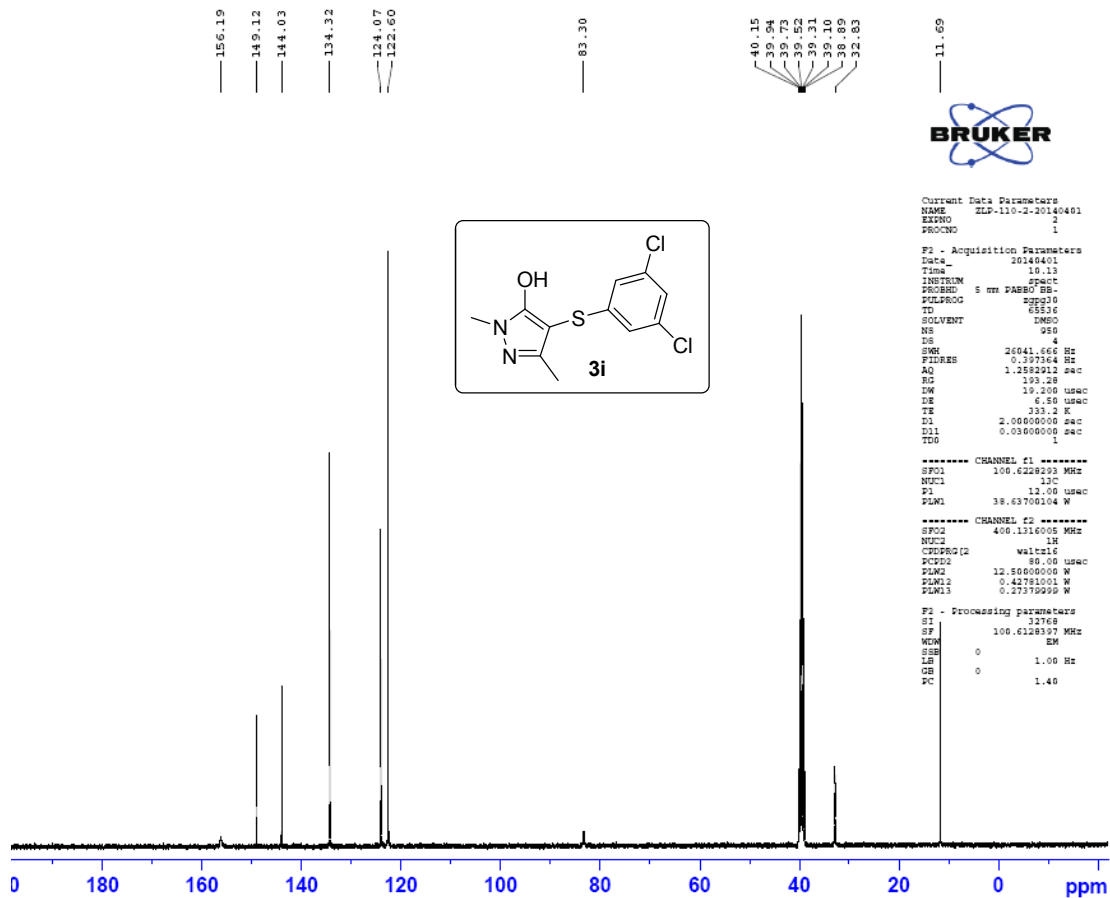 156.19
149.12
144.03
134.32
124.07
122.60
83.30
40.15
39.94
39.73
39.52
39.31
39.10
38.89
32.83
11.69
BRUKER
Current Data Parameters
NAME ZLP-110-2-20140401
EXPNO 2
PROCNO 1
F2 - Acquisition Parameters
Date_ 20140401
Time 10.13
INSTRUM spect
PROBHD 5 mm PABBO BB-
PULPROG zgpg30
TD 65536
SOLVENT DMSO
NS 950
DS 4
SWH 26041.666 Hz
FIDRES 0.397364 Hz
AQ 1.2582912 sec
RG 193.28
DW 19.200 usec
DE 6.50 usec
TE 333.2 K
D1 2.00000000 sec
D11 0.03000000 sec
TD0 1
======== CHANNEL f1 ========
SFO1 100.6228293 MHz
NUC1 13C
P1 12.00 usec
PLW1 38.63700104 W
======== CHANNEL f2 ========
SFO2 400.1316005 MHz
NUC2 1H
CPDPRG[2 waltz16
PCPD2 80.00 usec
PLW2 12.50000000 W
PLW12 0.42781001 W
PLW13 0.27379999 W
F2 - Processing parameters
SI 32768
SF 100.6128397 MHz
WDW EM
SSB 0
LB 1.00 Hz
GB 0
PC 1.40
Cl
OH
S
N
N
Cl
3i
0 180 160 140 120 100 80 60 40 20 0 ppm